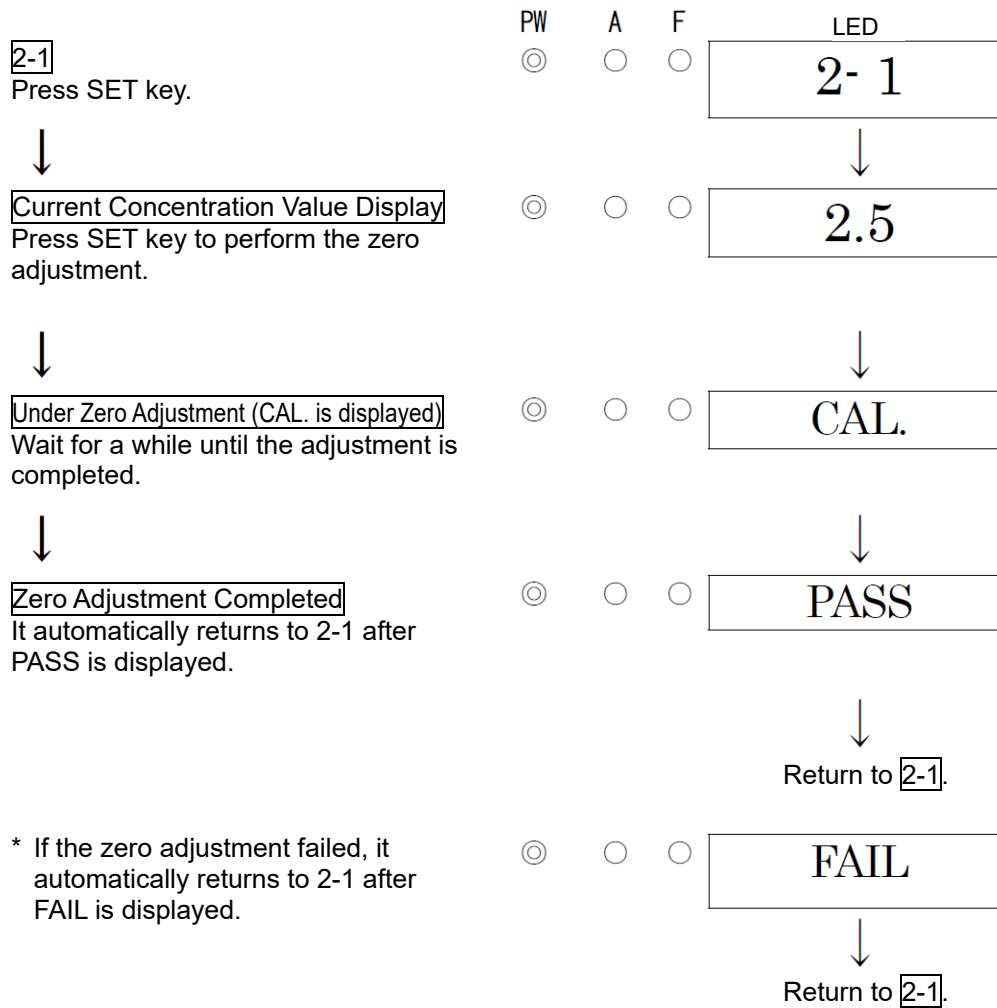 PW A F LED
2-1
Press SET key.
2- 1
Current Concentration Value Display
Press SET key to perform the zero
adjustment.
2.5
Under Zero Adjustment (CAL. is displayed)
Wait for a while until the adjustment is
completed.
CAL.
Zero Adjustment Completed
It automatically returns to 2-1 after
PASS is displayed.
PASS
Return to 2-1.
* If the zero adjustment failed, it
automatically returns to 2-1 after
FAIL is displayed.
FAIL
Return to 2-1.